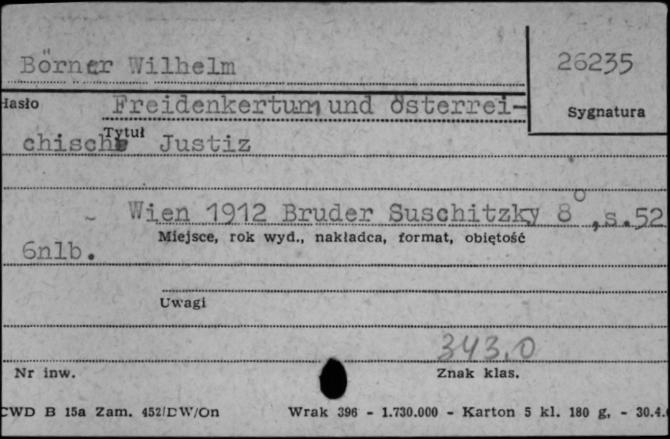 Börner Wilhelm
26235
Hasło
Freidenkertum und österrei-
Sygnatura
Tytuł
chische Justiz
Wien 1912 Bruder Suschitzky 8°, s.52
Miejsce, rok wyd., nakładca, format, objętość
6nlb.
Uwagi
343.0
Nr inw.
Znak klas.
CWD B 15a Zam. 452/DW/On Wrak 396 - 1.730.000 - Karton 5 kl. 180 g. - 30.4.